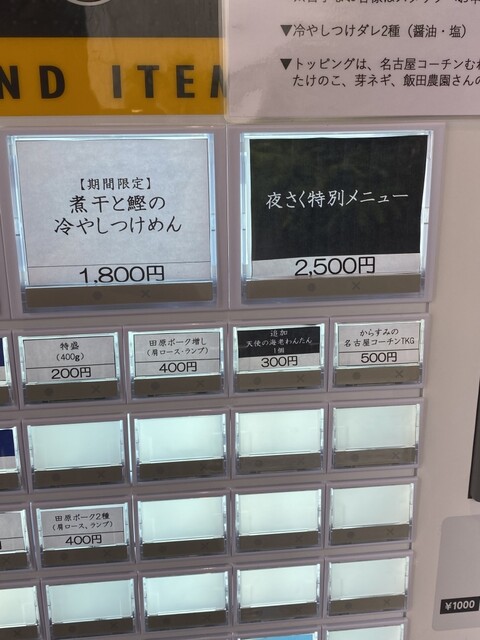 ND ITEM
▼冷やしつけダレ2種（醤油・塩）
▼トッピングは、名古屋コーチンむね
たけのこ、芽ネギ、飯田農園さんの
【期間限定】
煮干と鰹の
冷やしつけめん
1,800円
夜さく特別メニュー
2,500円
特盛
(400g)
200円
田原ポーク増し
(肩ロース・ランプ)
400円
追加
天使の海老わんたん
1個
300円
からすみの
名古屋コーチンTKG
500円
田原ポーク2種
(肩ロース、ランプ)
400円
¥1000